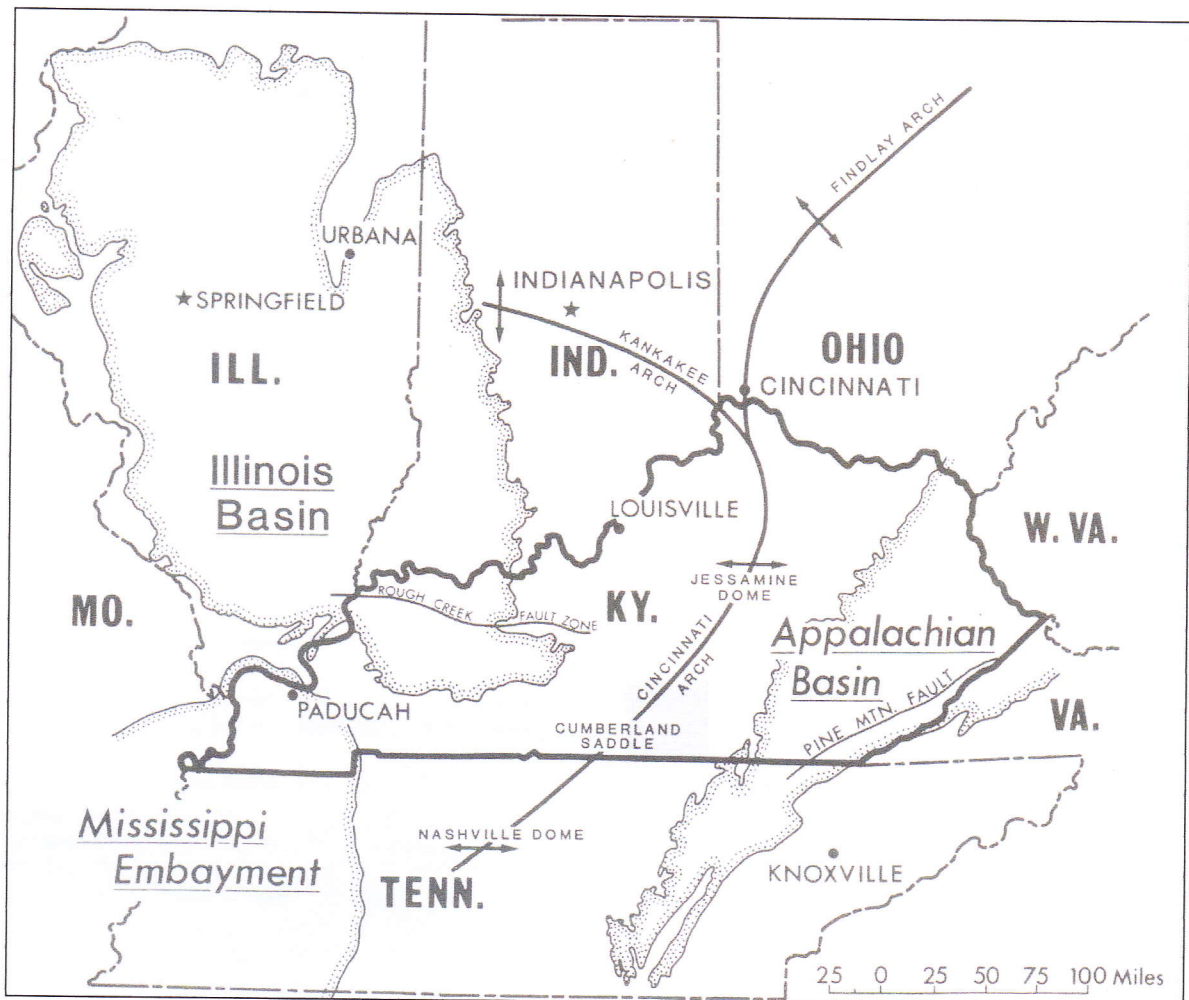 FINDLAY ARCH
URBANA
INDIANAPOLIS
SPRINGFIELD
KANKAKEE
ARCH
OHIO
ILL.
IND.
CINCINNATI
Illinois
Basin
LOUISVILLE
W. VA.
JESSAMINE
DOME
MO.
ROUGH CREEK
FAULT ZONE
KY.
CINCINNATI
ARCH
Appalachian
Basin
PADUCAH
PINE MTN. FAULT
VA.
CUMBERLAND
SADDLE
Mississippi
Embayment
NASHVILLE DOME
TENN.
KNOXVILLE
25 0 25 50 75 100 Miles